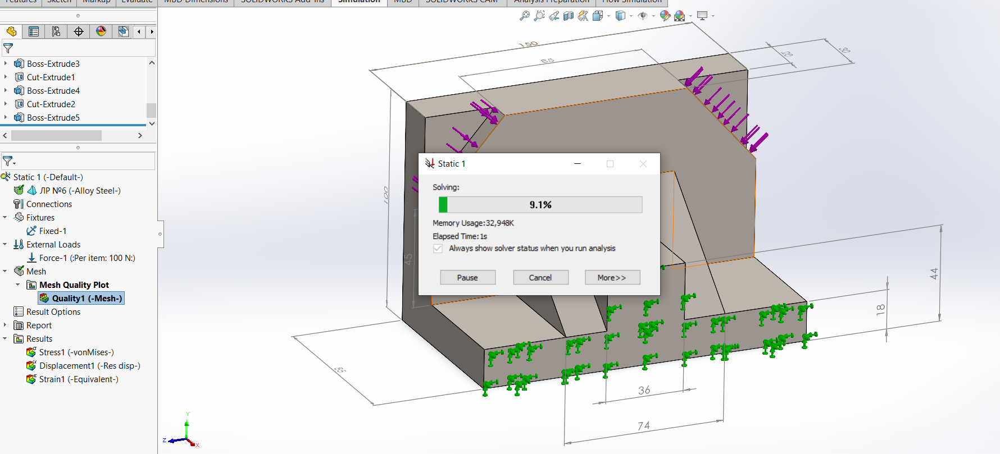 Features Sketch Markup Evaluate MBD Dimensions SOLIDWORKS Add-Ins Simulation MBD SOLIDWORKS CAM Analysis Preparation Flow Simulation
Boss-Extrude3
Cut-Extrude1
Boss-Extrude4
Cut-Extrude2
Boss-Extrude5
Static 1 (-Default-)
ЛР №6 (-Alloy Steel-)
Connections
Fixtures
Fixed-1
External Loads
Force-1 (:Per item: 100 N:)
Mesh
Mesh Quality Plot
Quality1 (-Mesh-)
Result Options
Report
Results
Stress1 (-vonMises-)
Displacement1 (-Res disp-)
Strain1 (-Equivalent-)
150
85
20
30
100
45
Static 1
Solving:
9.1%
Memory Usage:32,948K
Elapsed Time:1s
Always show solver status when you run analysis
Pause Cancel More>>
44
18
36
74
Y
Z
X